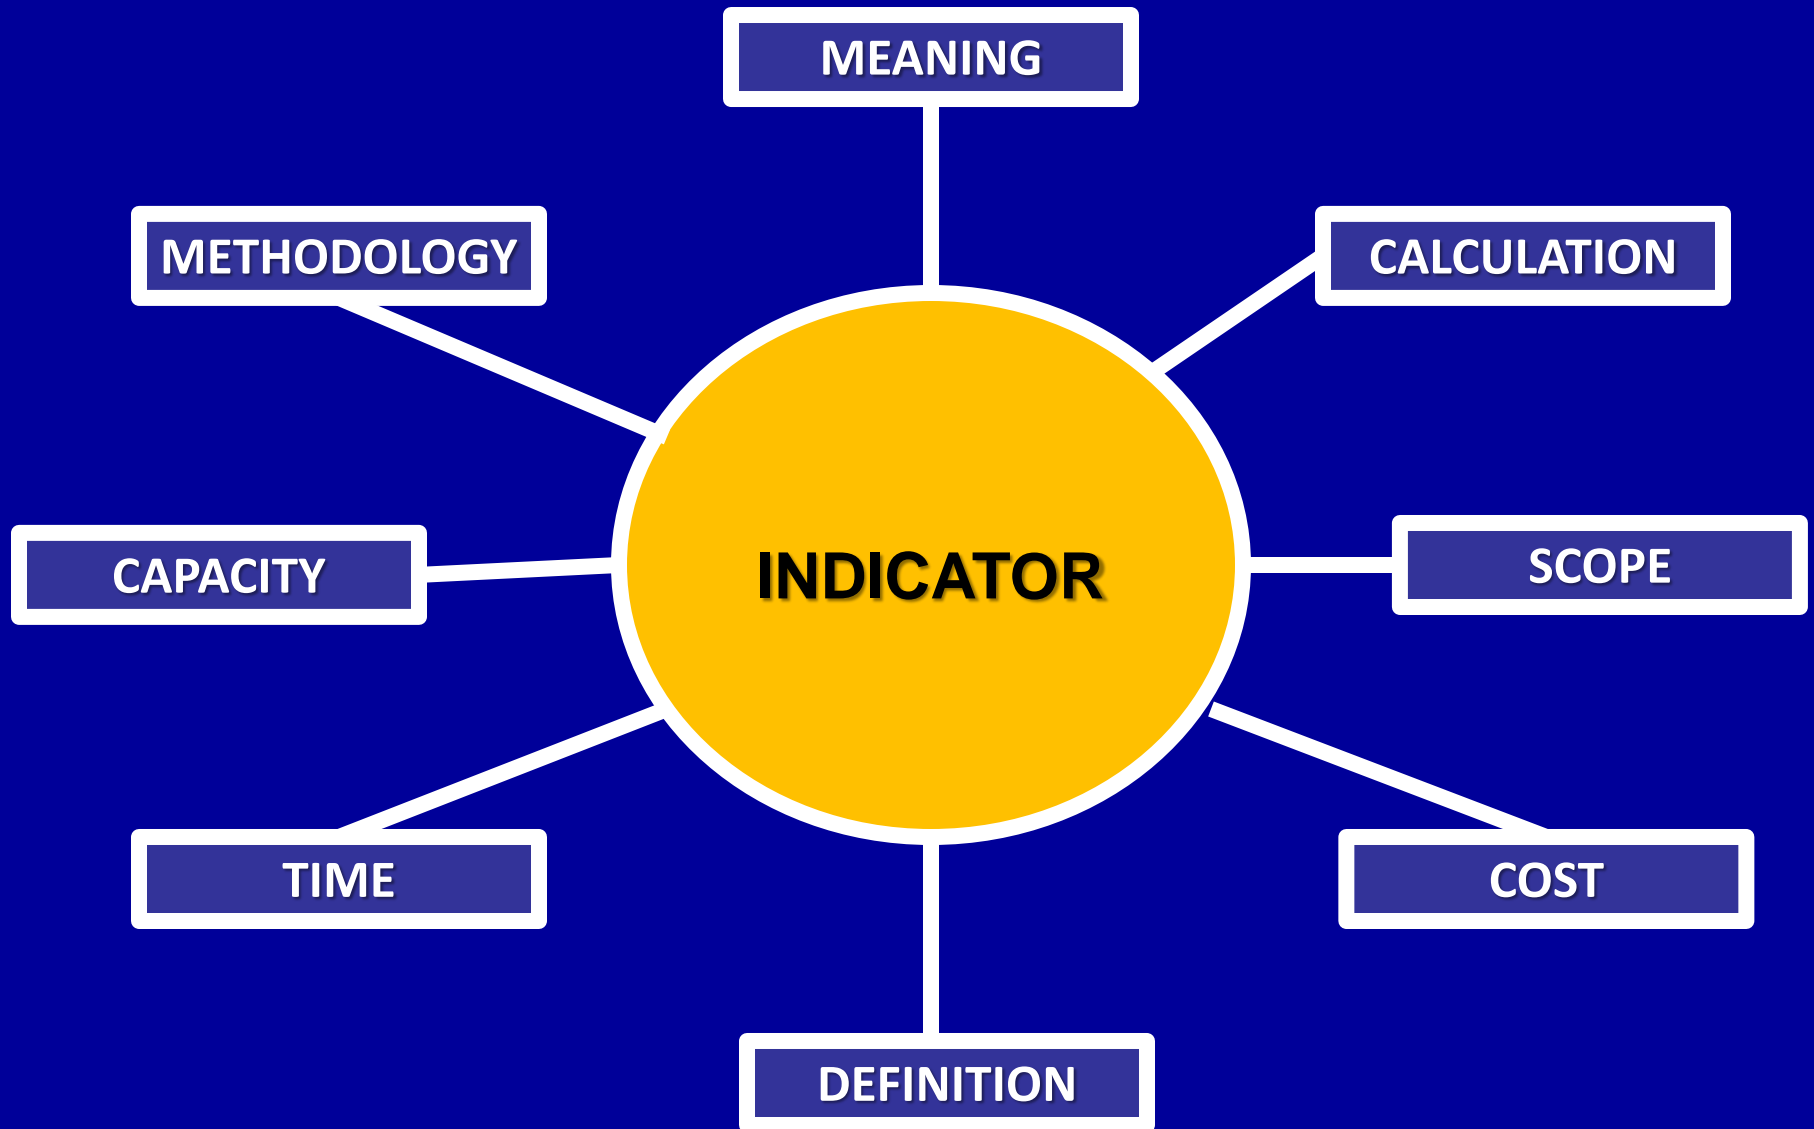 MEANING
METHODOLOGY
CALCULATION
CAPACITY
INDICATOR
SCOPE
TIME
COST
DEFINITION